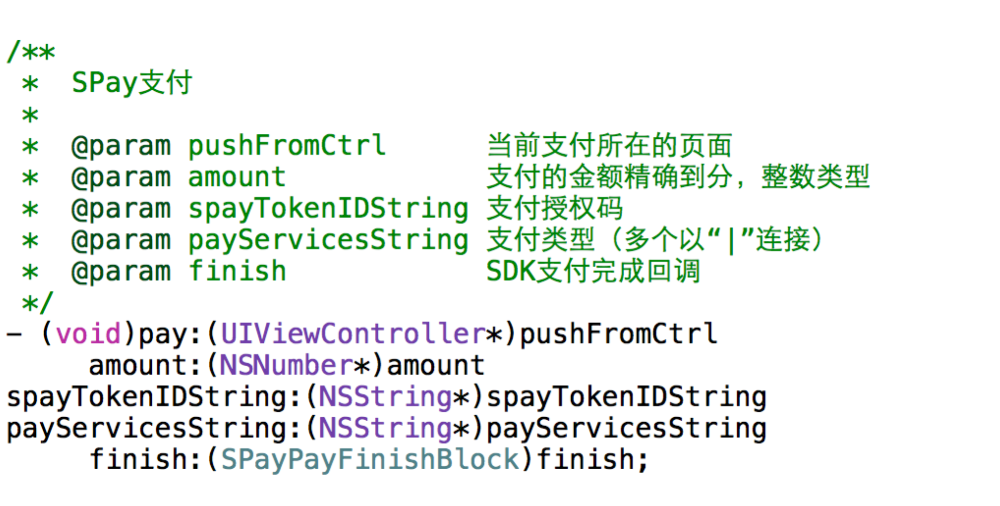 /**
 *  SPay支付
 *
 *  @param pushFromCtrl      当前支付所在的页面
 *  @param amount            支付的金额精确到分，整数类型
 *  @param spayTokenIDString 支付授权码
 *  @param payServicesString 支付类型（多个以“|”连接）
 *  @param finish            SDK支付完成回调
 */
- (void)pay:(UIViewController*)pushFromCtrl
     amount:(NSNumber*)amount
spayTokenIDString:(NSString*)spayTokenIDString
payServicesString:(NSString*)payServicesString
     finish:(SPayPayFinishBlock)finish;